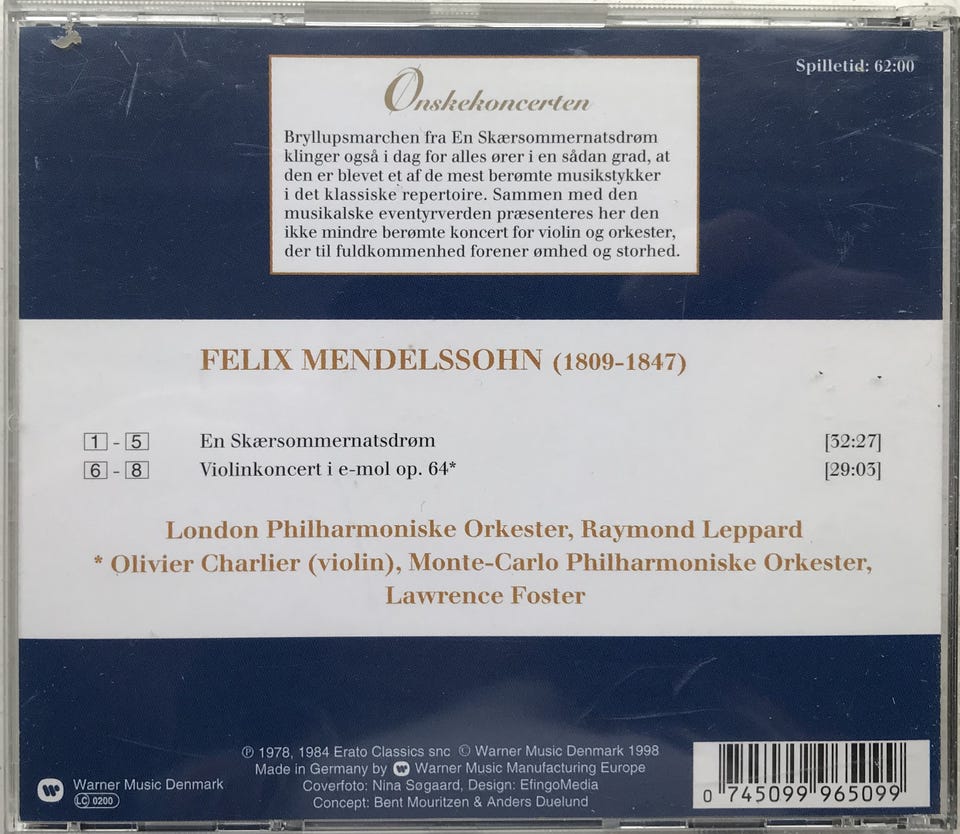 Spilletid: 62:00
Ønskekoncerten
Bryllupsmarchen fra En Skærsommernatsdrøm
klinger også i dag for alles ører i en sådan grad, at
den er blevet et af de mest berømte musikstykker
i det klassiske repertoire. Sammen med den
musikalske eventyrverden præsenteres her den
ikke mindre berømte koncert for violin og orkester,
der til fuldkommenhed forener ømhed og storhed.
FELIX MENDELSSOHN (1809-1847)
1 - 5 En Skærsommernatsdrøm [32:27]
6 - 8 Violinkoncert i e-mol op. 64* [29:03]
London Philharmoniske Orkester, Raymond Leppard
* Olivier Charlier (violin), Monte-Carlo Philharmoniske Orkester,
Lawrence Foster
℗ 1978, 1984 Erato Classics snc © Warner Music Denmark 1998
Made in Germany by Warner Music Manufacturing Europe
Coverfoto: Nina Søgaard, Design: EfingoMedia
Concept: Bent Mouritzen & Anders Duelund
Warner Music Denmark
LC 0200
0 745099 965099